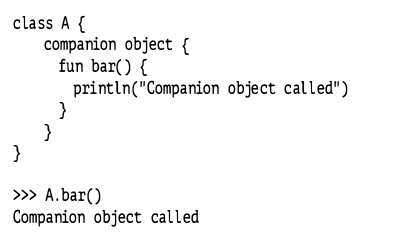 class A {
    companion object {
      fun bar() {
        println("Companion object called")
      }
    }
}

>>> A.bar()
Companion object called